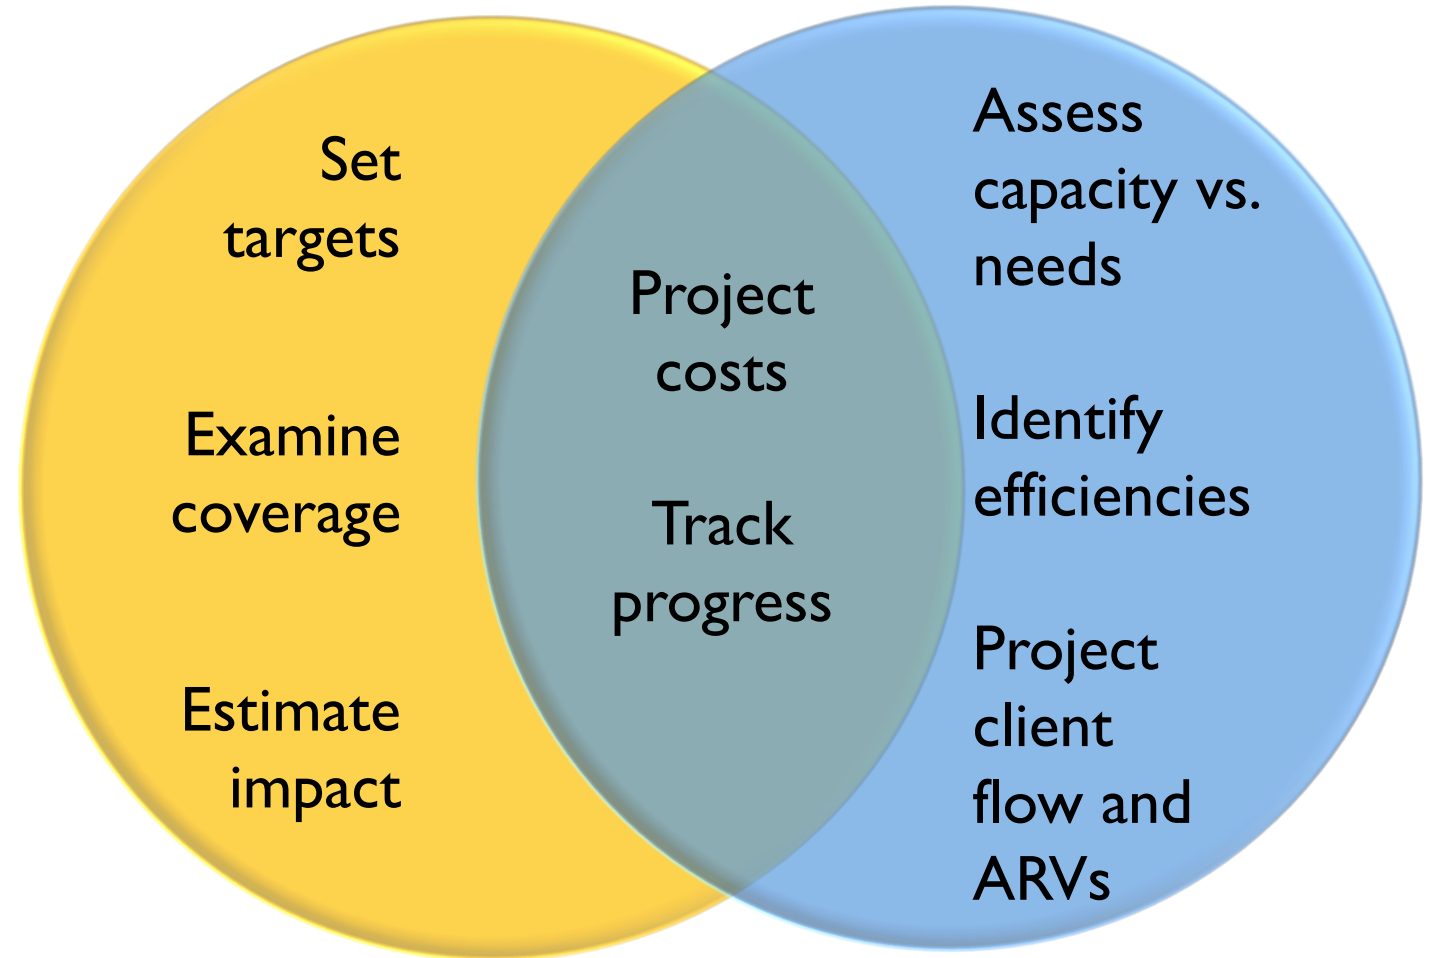 Set
targets
Examine
coverage
Estimate
impact
Project
costs
Track
progress
Assess
capacity vs.
needs
Identify
efficiencies
Project
client
flow and
ARVs